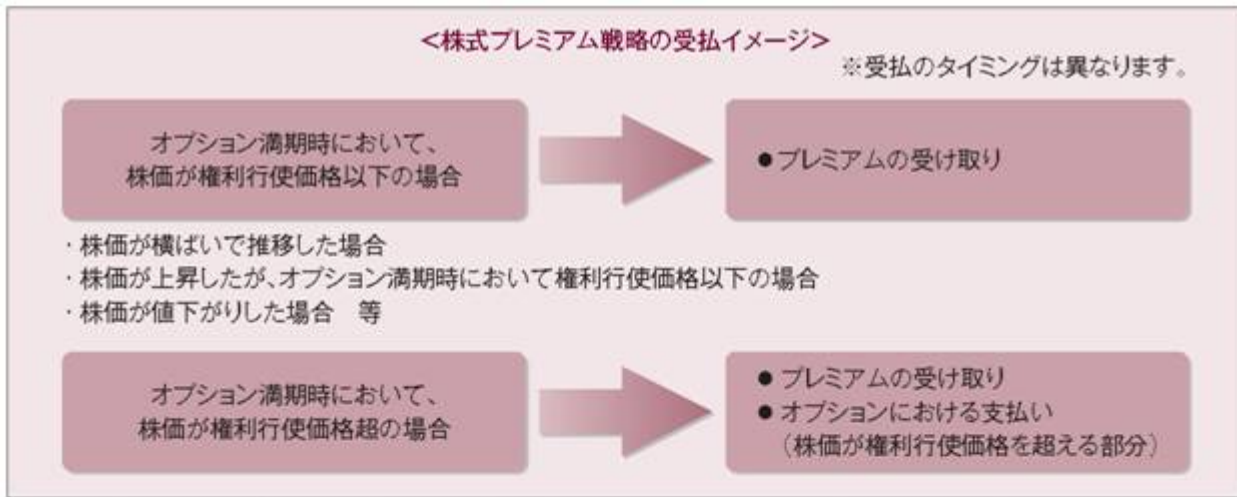 <株式プレミアム戦略の受払イメージ>
※受払のタイミングは異なります。
オプション満期時において、
株価が権利行使価格以下の場合
●プレミアムの受け取り
・株価が横ばいで推移した場合
・株価が上昇したが、オプション満期時において権利行使価格以下の場合
・株価が値下がりした場合　等
オプション満期時において、
株価が権利行使価格超の場合
● プレミアムの受け取り
● オプションにおける支払い
（株価が権利行使価格を超える部分）